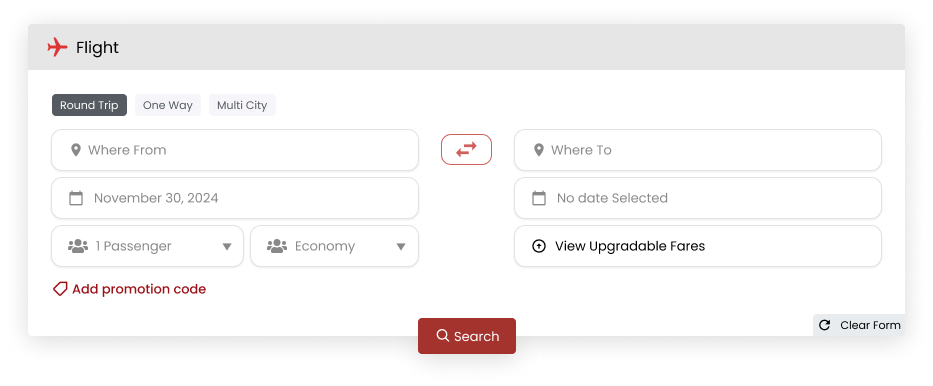 Flight
Round Trip One Way Multi City
Where From Where To
November 30, 2024 No date Selected
1 Passenger Economy View Upgradable Fares
Add promotion code
Clear Form
Search